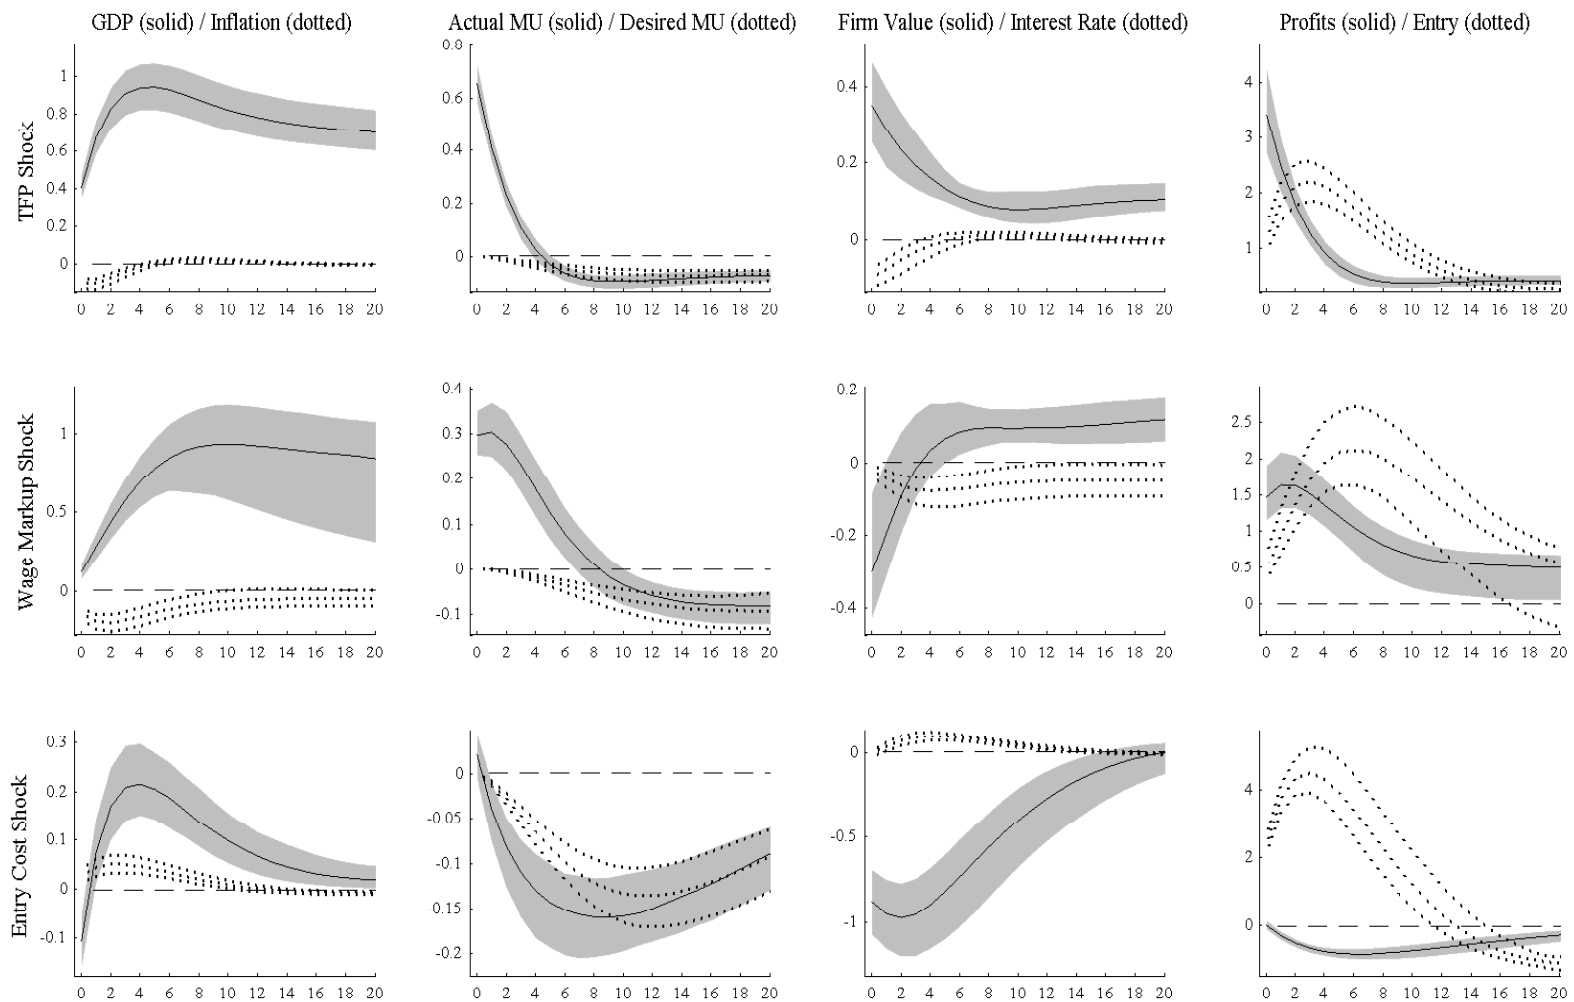 GDP (solid) / Inflation (dotted)
Actual MU (solid) / Desired MU (dotted)
Firm Value (solid) / Interest Rate (dotted)
Profits (solid) / Entry (dotted)
TFP Shock
1
0.8
0.6
0.4
0.2
0
0 2 4 6 8 10 12 14 16 18 20
0.8
0.6
0.4
0.2
0
0 2 4 6 8 10 12 14 16 18 20
0.4
0.2
0
0 2 4 6 8 10 12 14 16 18 20
4
3
2
1
0 2 4 6 8 10 12 14 16 18 20
Wage Markup Shock
1
0.5
0
0 2 4 6 8 10 12 14 16 18 20
0.4
0.3
0.2
0.1
0
-0.1
0 2 4 6 8 10 12 14 16 18 20
0.2
0
-0.2
-0.4
0 2 4 6 8 10 12 14 16 18 20
2.5
2
1.5
1
0.5
0
0 2 4 6 8 10 12 14 16 18 20
Entry Cost Shock
0.3
0.2
0.1
0
-0.1
0 2 4 6 8 10 12 14 16 18 20
0
-0.05
-0.1
-0.15
-0.2
0 2 4 6 8 10 12 14 16 18 20
0
-0.5
-1
0 2 4 6 8 10 12 14 16 18 20
4
2
0
0 2 4 6 8 10 12 14 16 18 20